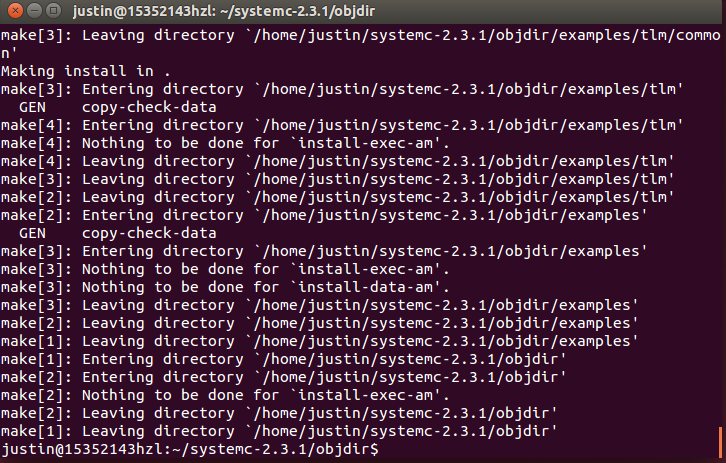 justin@15352143hzl: ~/systemc-2.3.1/objdir
make[3]: Leaving directory `/home/justin/systemc-2.3.1/objdir/examples/tlm/commo
n'
Making install in .
make[3]: Entering directory `/home/justin/systemc-2.3.1/objdir/examples/tlm'
  GEN    copy-check-data
make[4]: Entering directory `/home/justin/systemc-2.3.1/objdir/examples/tlm'
make[4]: Nothing to be done for `install-exec-am'.
make[4]: Leaving directory `/home/justin/systemc-2.3.1/objdir/examples/tlm'
make[3]: Leaving directory `/home/justin/systemc-2.3.1/objdir/examples/tlm'
make[2]: Leaving directory `/home/justin/systemc-2.3.1/objdir/examples/tlm'
make[2]: Entering directory `/home/justin/systemc-2.3.1/objdir/examples'
  GEN    copy-check-data
make[3]: Entering directory `/home/justin/systemc-2.3.1/objdir/examples'
make[3]: Nothing to be done for `install-exec-am'.
make[3]: Nothing to be done for `install-data-am'.
make[3]: Leaving directory `/home/justin/systemc-2.3.1/objdir/examples'
make[2]: Leaving directory `/home/justin/systemc-2.3.1/objdir/examples'
make[1]: Leaving directory `/home/justin/systemc-2.3.1/objdir/examples'
make[1]: Entering directory `/home/justin/systemc-2.3.1/objdir'
make[2]: Entering directory `/home/justin/systemc-2.3.1/objdir'
make[2]: Nothing to be done for `install-exec-am'.
make[2]: Leaving directory `/home/justin/systemc-2.3.1/objdir'
make[1]: Leaving directory `/home/justin/systemc-2.3.1/objdir'
justin@15352143hzl:~/systemc-2.3.1/objdir$